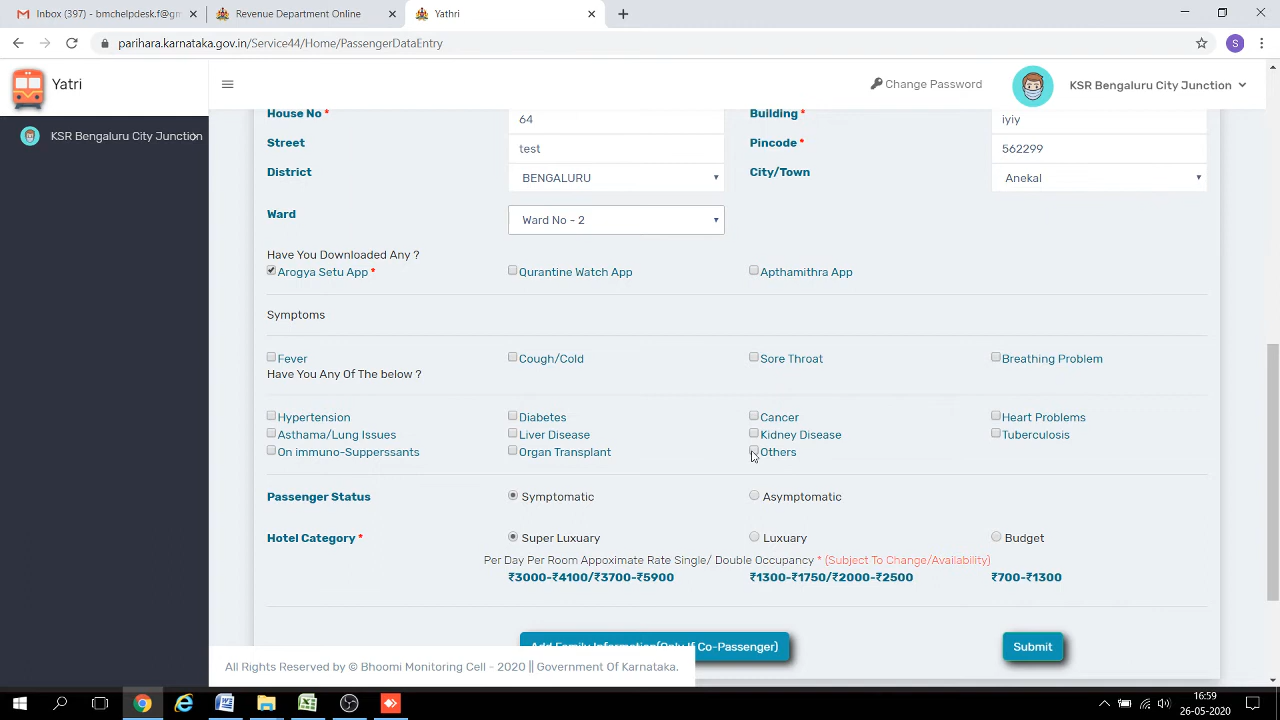 Inbox (397) - bmchelpdesk.f@gm
Revenue Department Online
Yathri
parihara.karnataka.gov.in/Service44/Home/PassengerDataEntry
S
Yatri
Change Password
KSR Bengaluru City Junction
KSR Bengaluru City Junction
House No * 64 Building * iyiy
Street test Pincode * 562299
District BENGALURU City/Town Anekal
Ward Ward No - 2
Have You Downloaded Any ?
Arogya Setu App * Qurantine Watch App Apthamithra App
Symptoms
Fever Cough/Cold Sore Throat Breathing Problem
Have You Any Of The below ?
Hypertension Diabetes Cancer Heart Problems
Asthama/Lung Issues Liver Disease Kidney Disease Tuberculosis
On immuno-Supperssants Organ Transplant Others
Passenger Status Symptomatic Asymptomatic
Hotel Category * Super Luxuary Luxuary Budget
Per Day Per Room Appoximate Rate Single/ Double Occupancy * (Subject To Change/Availability)
₹3000-₹4100/₹3700-₹5900 ₹1300-₹1750/₹2000-₹2500 ₹700-₹1300
Add Family Information(Only If Co-Passenger) Submit
All Rights Reserved by © Bhoomi Monitoring Cell - 2020 || Government Of Karnataka.
16:59
26-05-2020